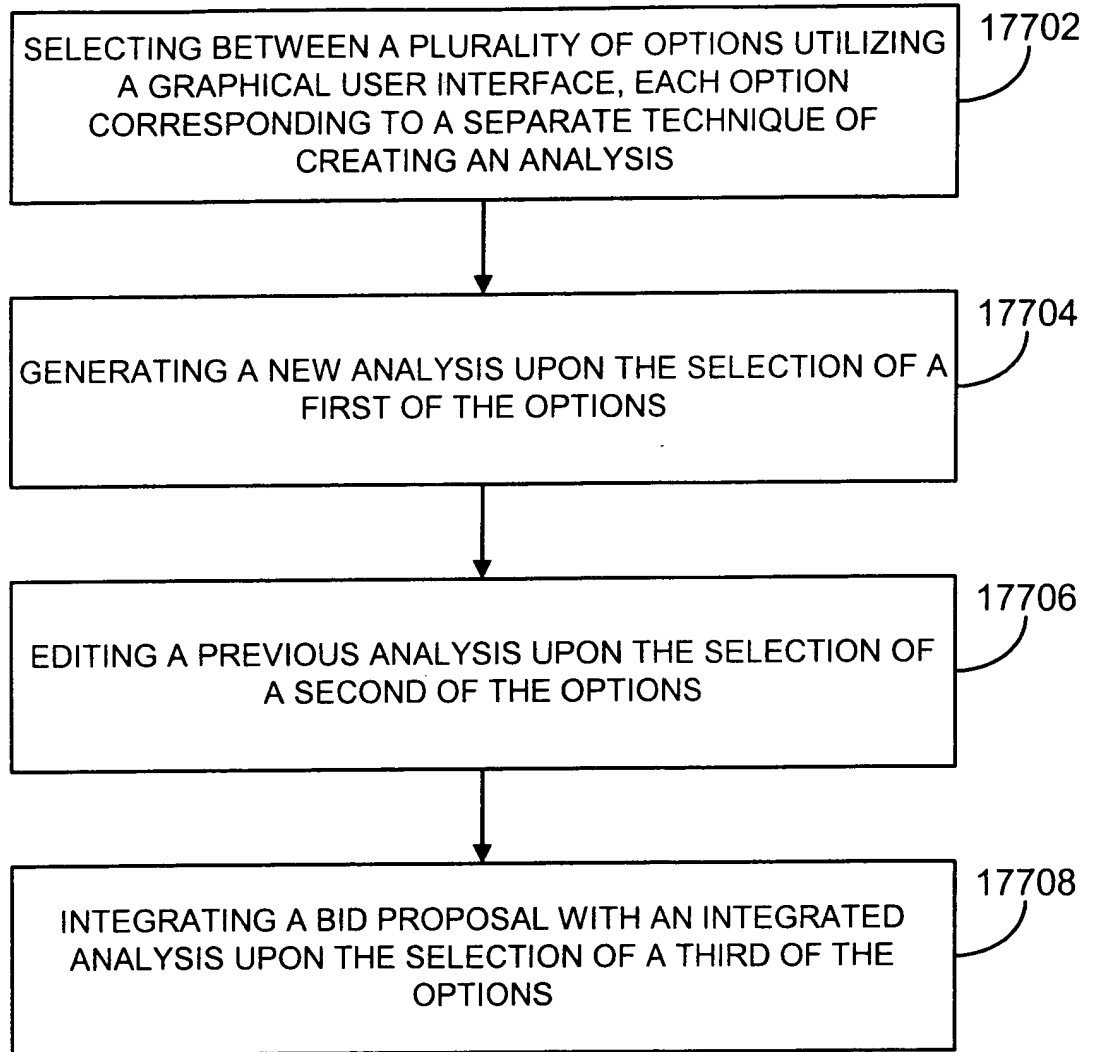 SELECTING BETWEEN A PLURALITY OF OPTIONS UTILIZING
A GRAPHICAL USER INTERFACE, EACH OPTION
CORRESPONDING TO A SEPARATE TECHNIQUE OF
CREATING AN ANALYSIS
17702
GENERATING A NEW ANALYSIS UPON THE SELECTION OF A
FIRST OF THE OPTIONS
17704
EDITING A PREVIOUS ANALYSIS UPON THE SELECTION OF
A SECOND OF THE OPTIONS
17706
INTEGRATING A BID PROPOSAL WITH AN INTEGRATED
ANALYSIS UPON THE SELECTION OF A THIRD OF THE
OPTIONS
17708